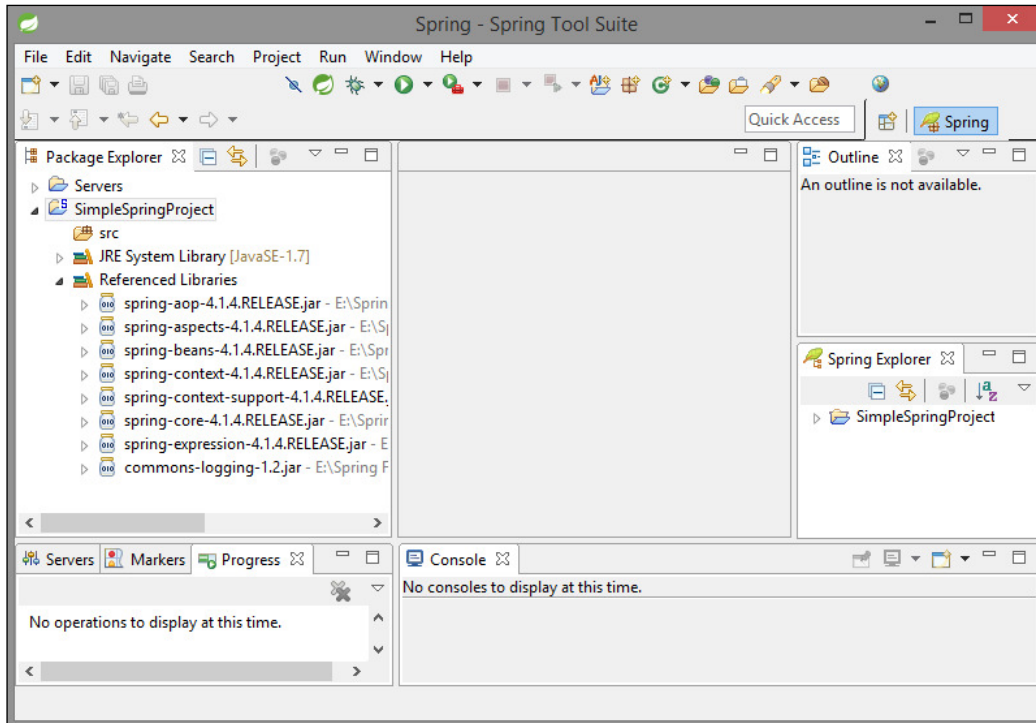 Spring - Spring Tool Suite
File Edit Navigate Search Project Run Window Help
Quick Access
Spring
Package Explorer
Servers
SimpleSpringProject
src
JRE System Library [JavaSE-1.7]
Referenced Libraries
spring-aop-4.1.4.RELEASE.jar - E:\Sprin
spring-aspects-4.1.4.RELEASE.jar - E:\S
spring-beans-4.1.4.RELEASE.jar - E:\Spr
spring-context-4.1.4.RELEASE.jar - E:\S
spring-context-support-4.1.4.RELEASE.
spring-core-4.1.4.RELEASE.jar - E:\Sprir
spring-expression-4.1.4.RELEASE.jar - E
commons-logging-1.2.jar - E:\Spring F
Outline
An outline is not available.
Spring Explorer
SimpleSpringProject
Servers Markers Progress
No operations to display at this time.
Console
No consoles to display at this time.